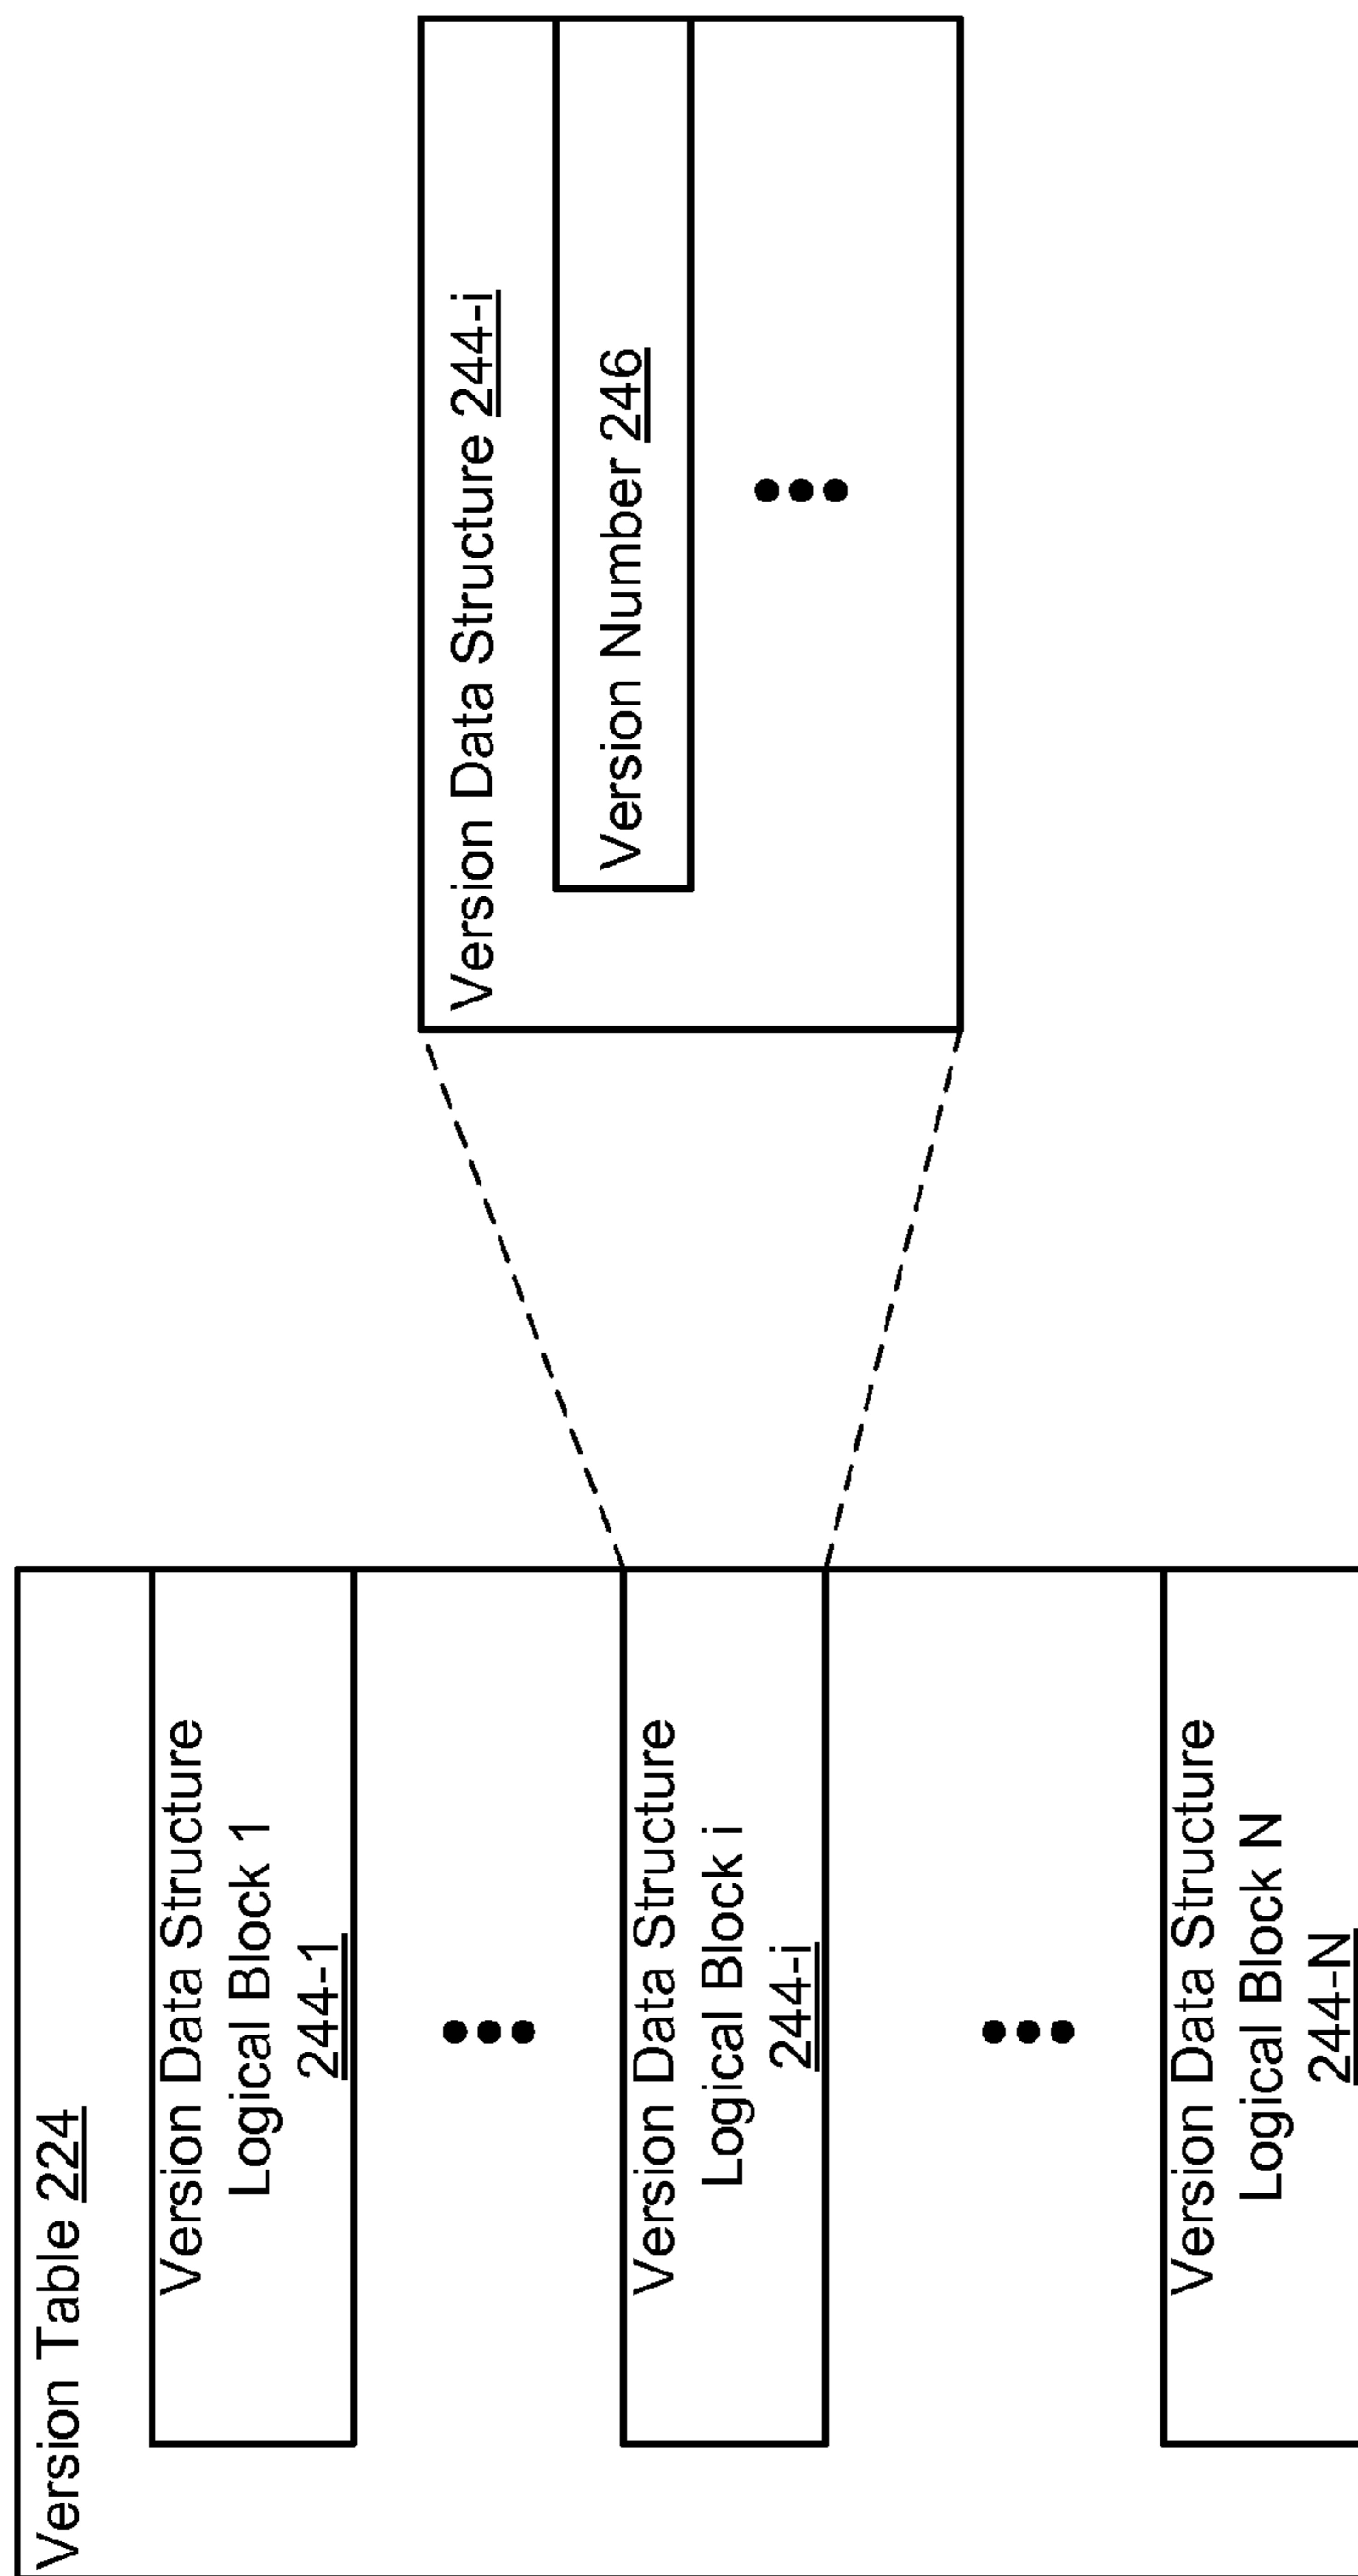 Version Table 224
Version Data Structure
Logical Block 1
244-1
Version Data Structure
Logical Block i
244-i
Version Data Structure
Logical Block N
244-N
Version Data Structure 244-i
Version Number 246